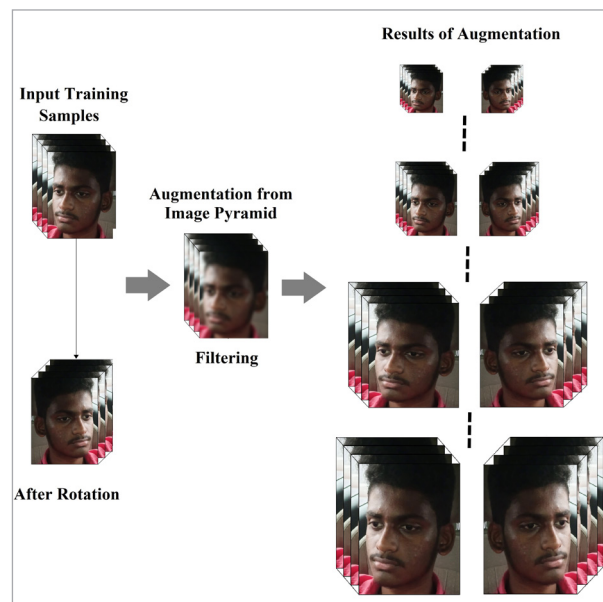 Results of Augmentation
Input Training
Samples
Augmentation from
Image Pyramid
Filtering
After Rotation